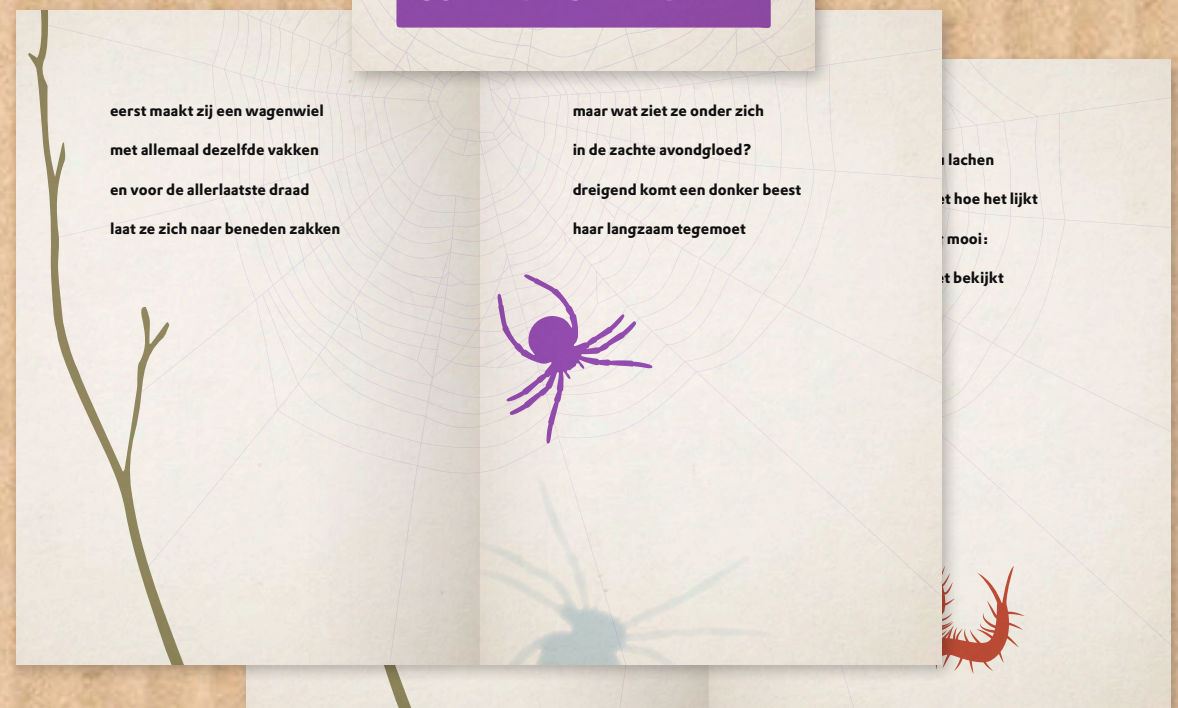 eerst maakt zij een wagenwiel
met allemaal dezelfde vakken
en voor de allerlaatste draad
laat ze zich naar beneden zakken
maar wat ziet ze onder zich
in de zachte avondgloed?
dreigend komt een donker beest
haar langzaam tegemoet
lachen
hoe het lijkt
mooi:
bekijkt